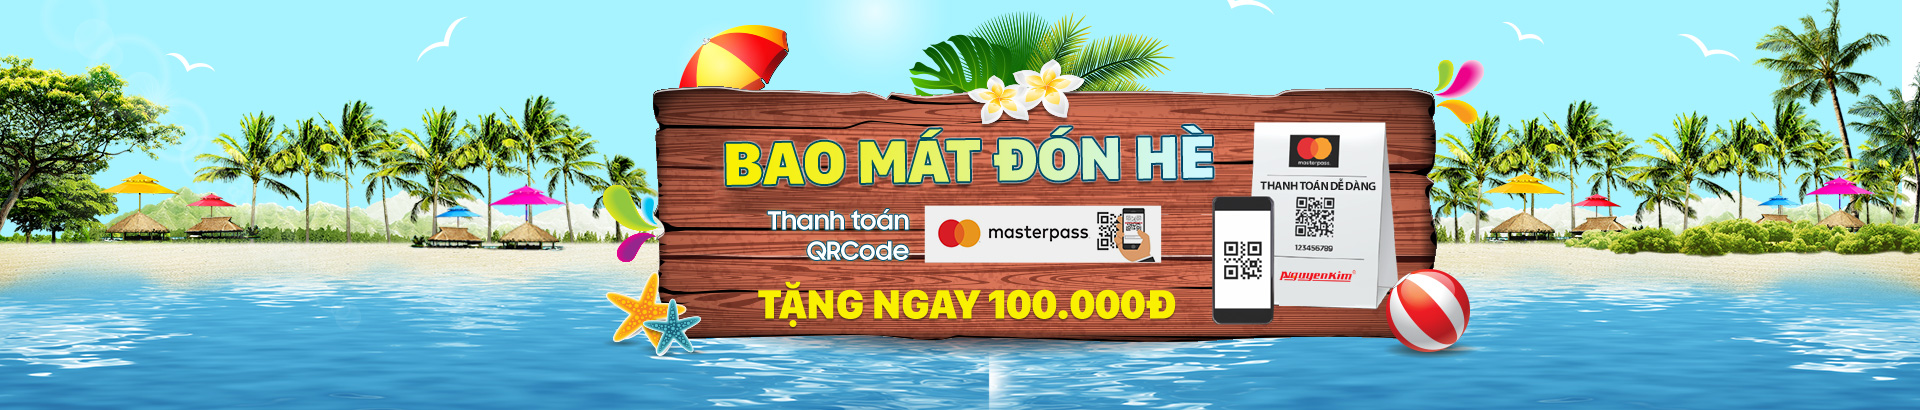 BAO MÁT ĐÓN HÈ
Thanh toán
QRCode
masterpass
TẶNG NGAY 100.000Đ
masterpass
THANH TOÁN DỄ DÀNG
123456789
NguyenKim